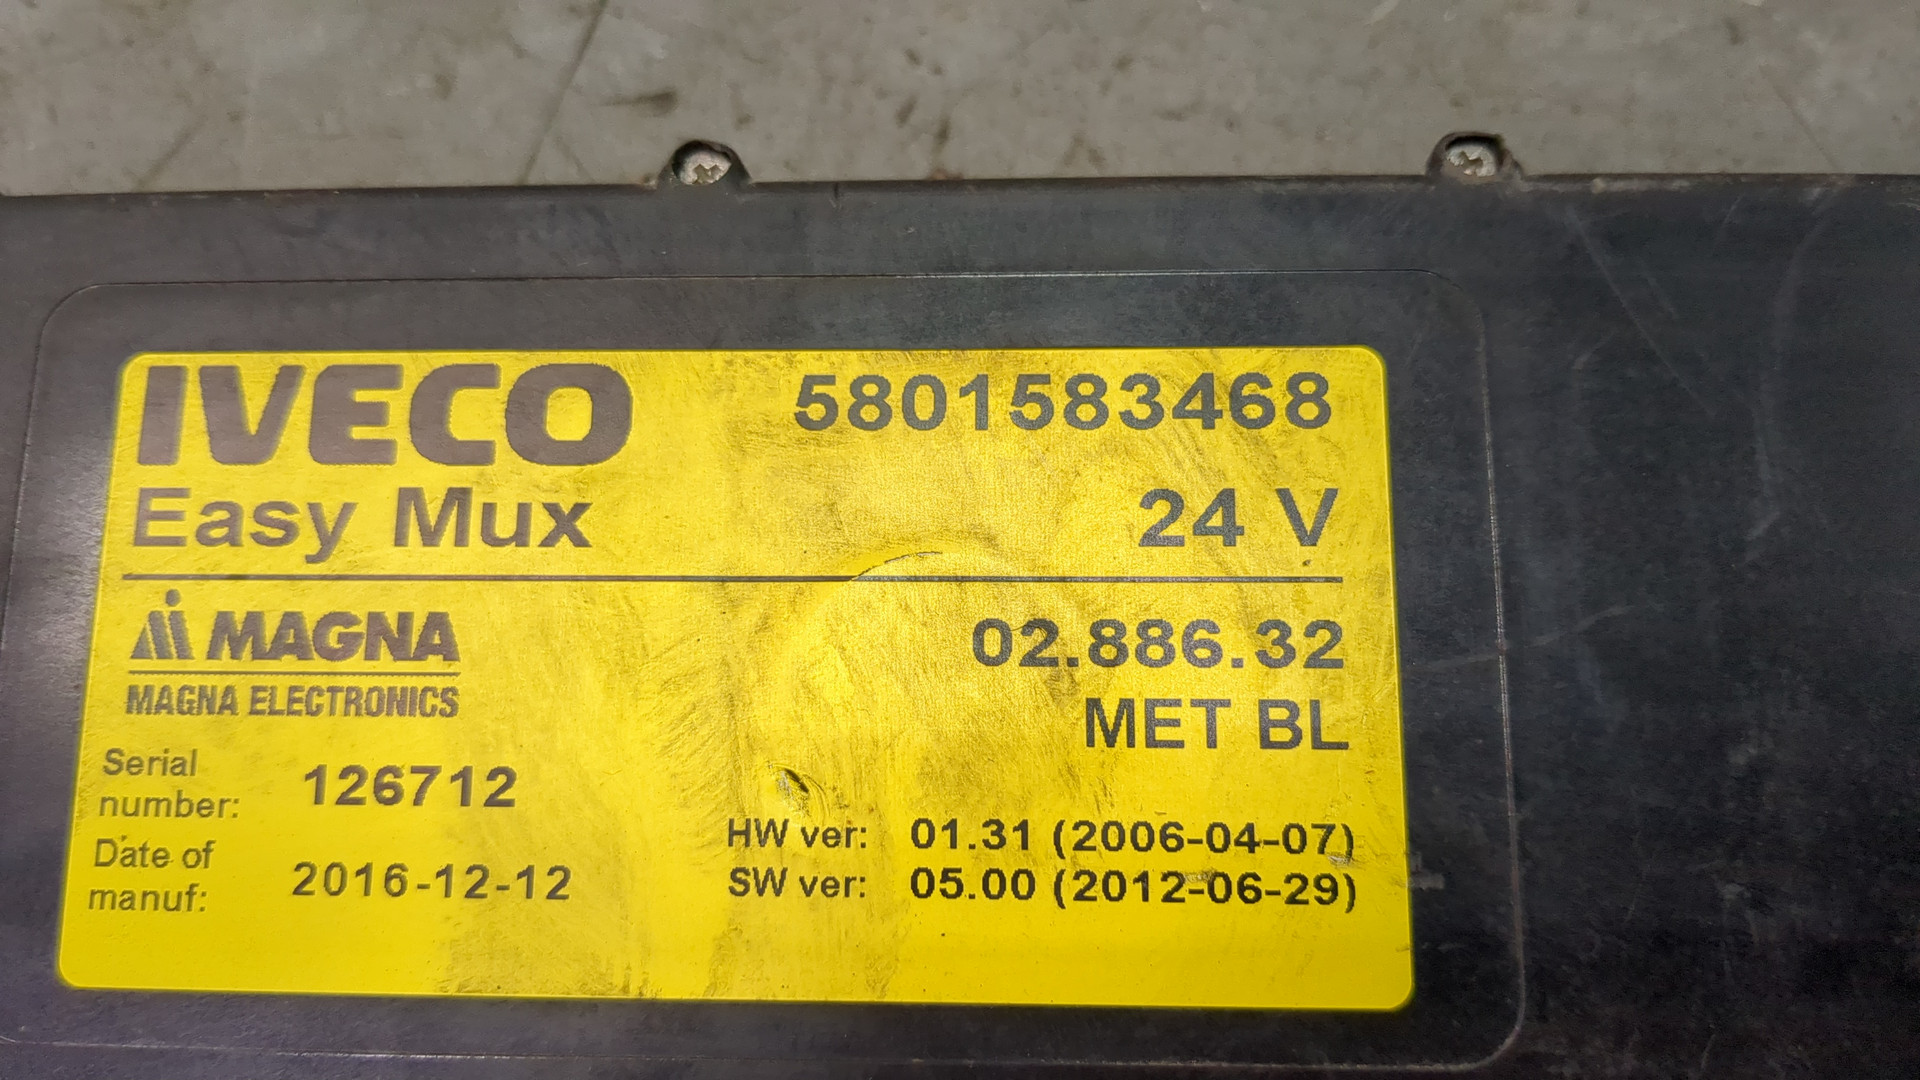 IVECO 5801583468
Easy Mux 24 V
MAGNA 02.886.32
MAGNA ELECTRONICS MET BL
Serial number: 126712
HW ver: 01.31 (2006-04-07)
Date of manuf: 2016-12-12
SW ver: 05.00 (2012-06-29)